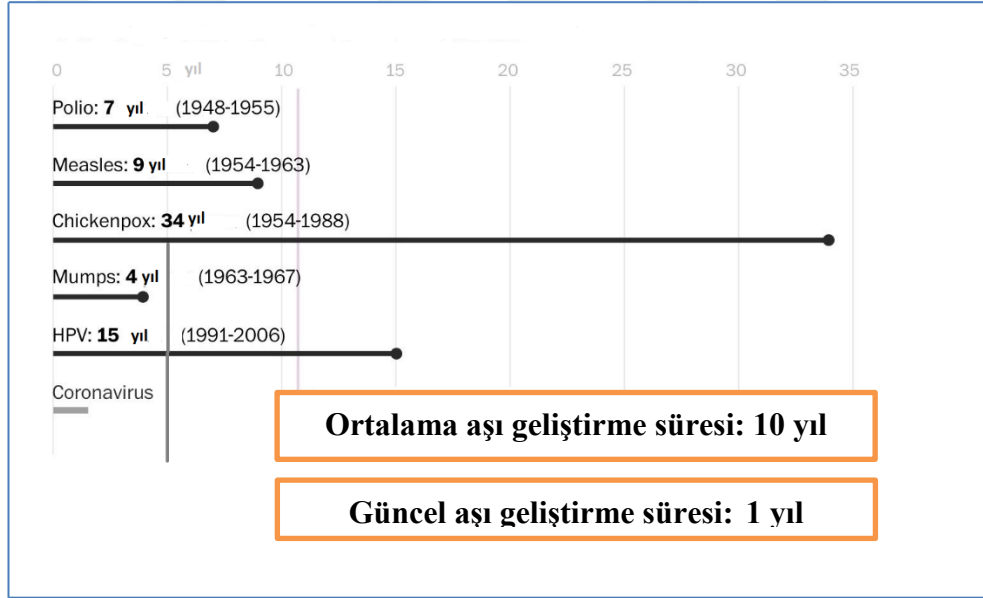 0 5 yıl 10 15 20 25 30 35
Polio: 7 yıl (1948-1955)
Measles: 9 yıl (1954-1963)
Chickenpox: 34 yıl (1954-1988)
Mumps: 4 yıl (1963-1967)
HPV: 15 yıl (1991-2006)
Coronavirus
Ortalama aşı geliştirme süresi: 10 yıl
Güncel aşı geliştirme süresi: 1 yıl